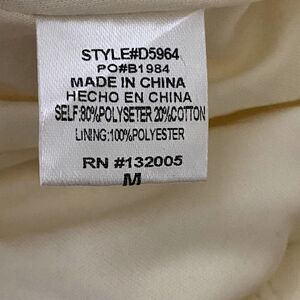 STYLE#D5964
PO#B1984
MADE IN CHINA
HECHO EN CHINA
SELF:80%POLYSETER 20%COTTON
LINING:100%POLYESTER
RN #132005
M